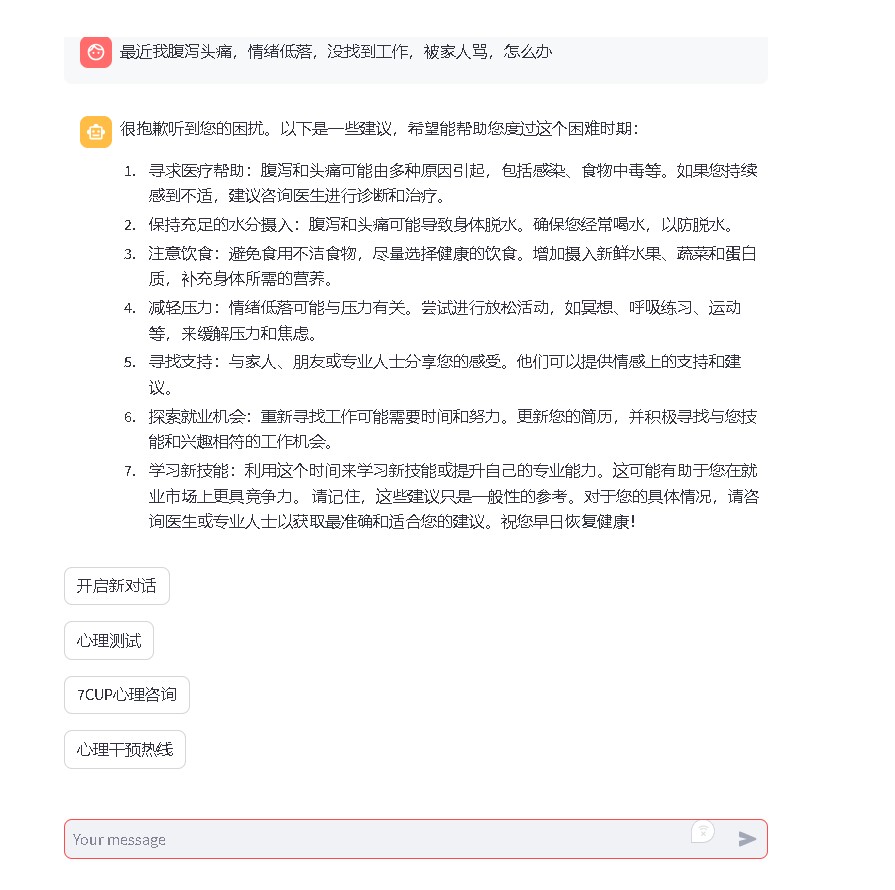 最近我腹泻头痛，情绪低落，没找到工作，被家人骂，怎么办
很抱歉听到您的困扰。以下是一些建议，希望能帮助您度过这个困难时期：
1. 寻求医疗帮助：腹泻和头痛可能由多种原因引起，包括感染、食物中毒等。如果您持续
感到不适，建议咨询医生进行诊断和治疗。
2. 保持充足的水分摄入：腹泻和头痛可能导致身体脱水。确保您经常喝水，以防脱水。
3. 注意饮食：避免食用不洁食物，尽量选择健康的饮食。增加摄入新鲜水果、蔬菜和蛋白
质，补充身体所需的营养。
4. 减轻压力：情绪低落可能与压力有关。尝试进行放松活动，如冥想、呼吸练习、运动
等，来缓解压力和焦虑。
5. 寻找支持：与家人、朋友或专业人士分享您的感受。他们可以提供情感上的支持和建
议。
6. 探索就业机会：重新寻找工作可能需要时间和努力。更新您的简历，并积极寻找与您技
能和兴趣相符的工作机会。
7. 学习新技能：利用这个时间来学习新技能或提升自己的专业能力。这可能有助于您在就
业市场上更具竞争力。 请记住，这些建议只是一般性的参考。对于您的具体情况，请咨
询医生或专业人士以获取最准确和适合您的建议。祝您早日恢复健康！
开启新对话
心理测试
7CUP心理咨询
心理干预热线
Your message